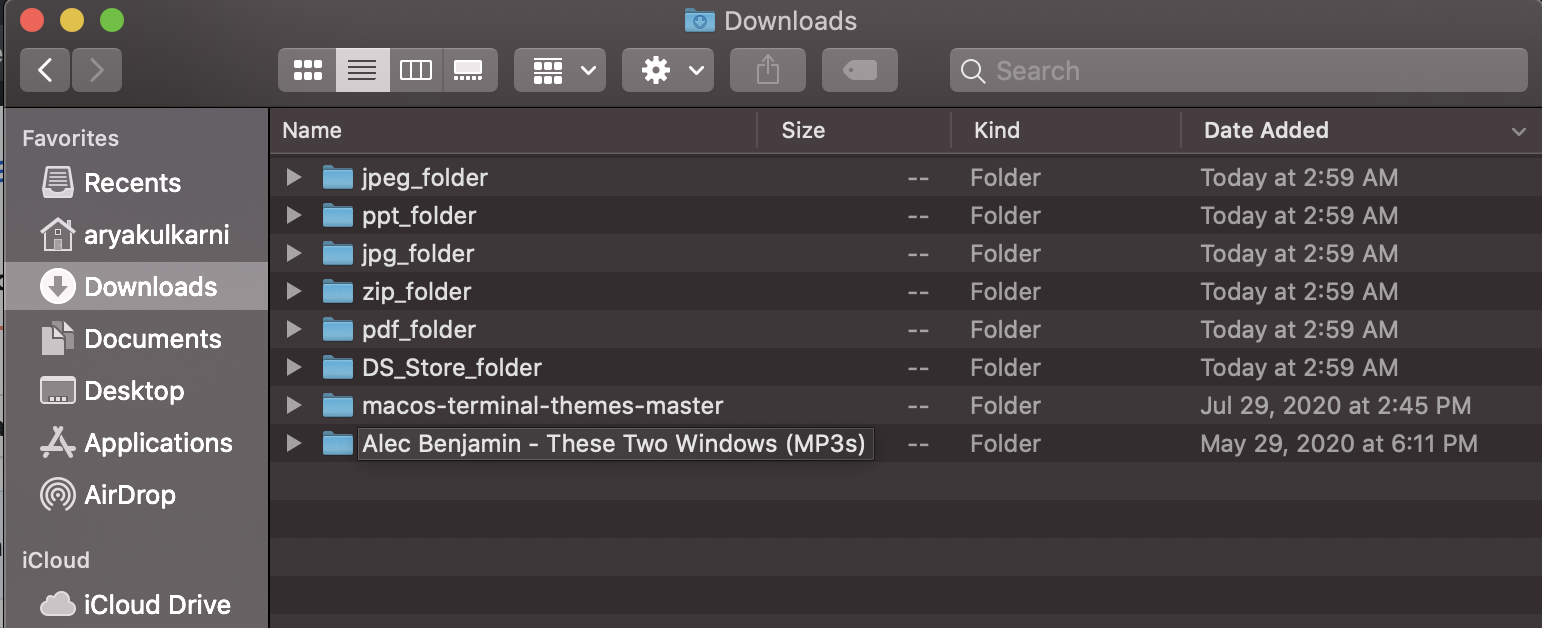 Downloads
Search
Favorites
Recents
aryakulkarni
Downloads
Documents
Desktop
Applications
AirDrop
iCloud
iCloud Drive
Name Size Kind Date Added
jpeg_folder -- Folder Today at 2:59 AM
ppt_folder -- Folder Today at 2:59 AM
jpg_folder -- Folder Today at 2:59 AM
zip_folder -- Folder Today at 2:59 AM
pdf_folder -- Folder Today at 2:59 AM
DS_Store_folder -- Folder Today at 2:59 AM
macos-terminal-themes-master -- Folder Jul 29, 2020 at 2:45 PM
Alec Benjamin - These Two Windows (MP3s) -- Folder May 29, 2020 at 6:11 PM